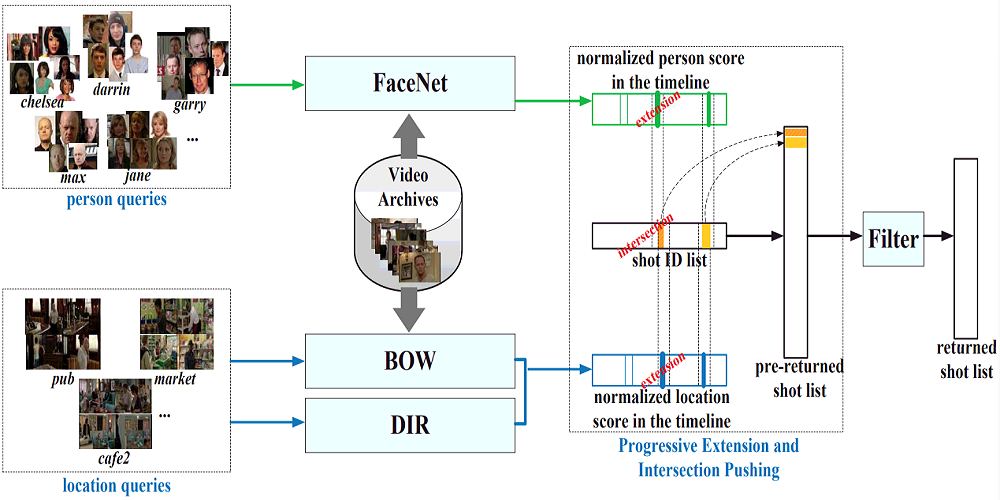 chelsea
darrin
garry
max
jane
...
person queries
FaceNet
Video
Archives
normalized person score
in the timeline
extension
intersection
shot ID list
extension
normalized location
score in the timeline
Progressive Extension and
Intersection Pushing
pre-returned
shot list
Filter
returned
shot list
pub
market
cafe2
...
location queries
BOW
DIR